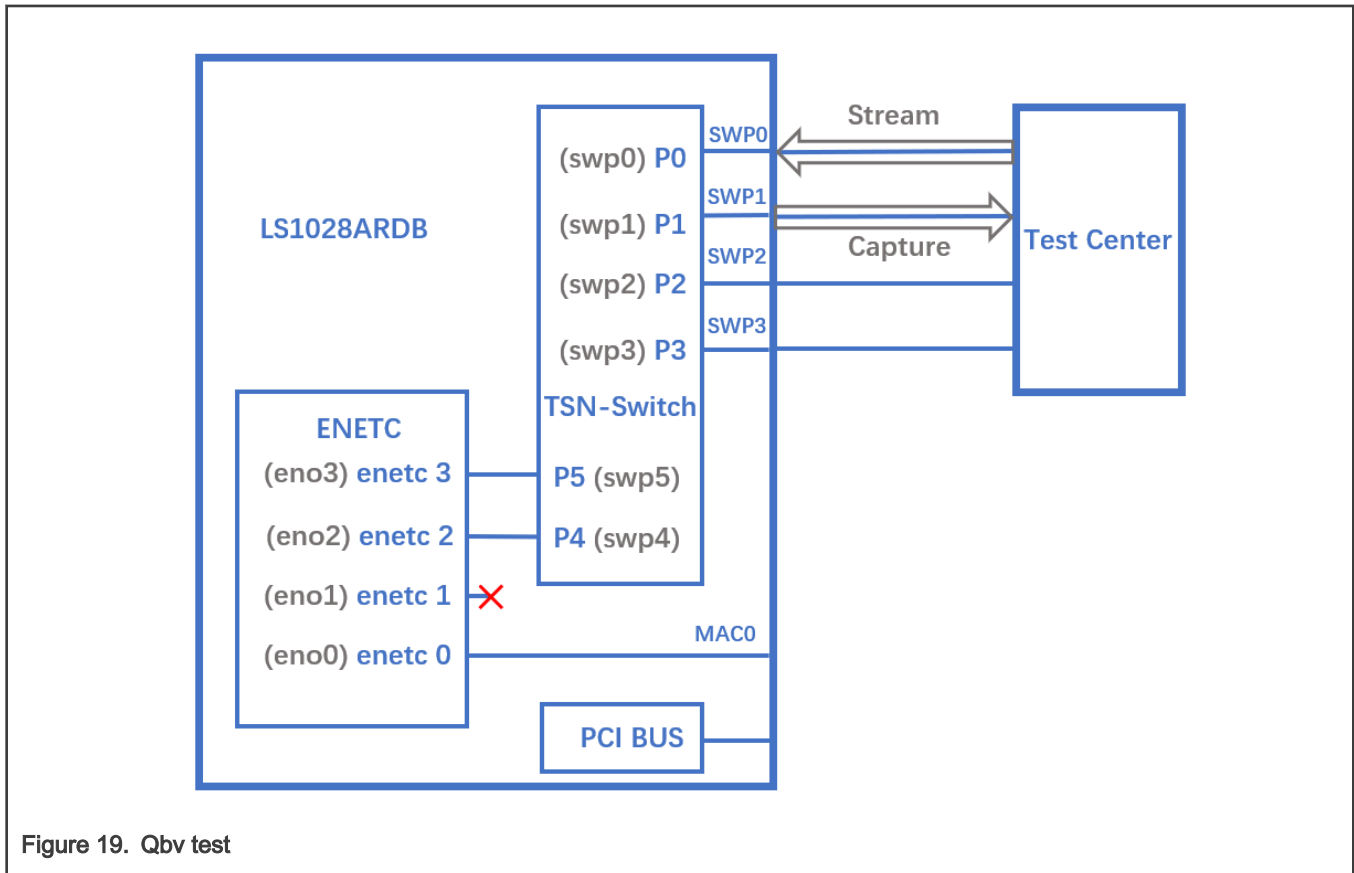 LS1028ARDB
(swp0) P0
(swp1) P1
(swp2) P2
(swp3) P3
TSN-Switch
P5 (swp5)
P4 (swp4)
SWP0
SWP1
SWP2
SWP3
Stream
Capture
Test Center
ENETC
(eno3) enetc 3
(eno2) enetc 2
(eno1) enetc 1
(eno0) enetc 0
MAC0
PCI BUS
Figure 19. Qbv test